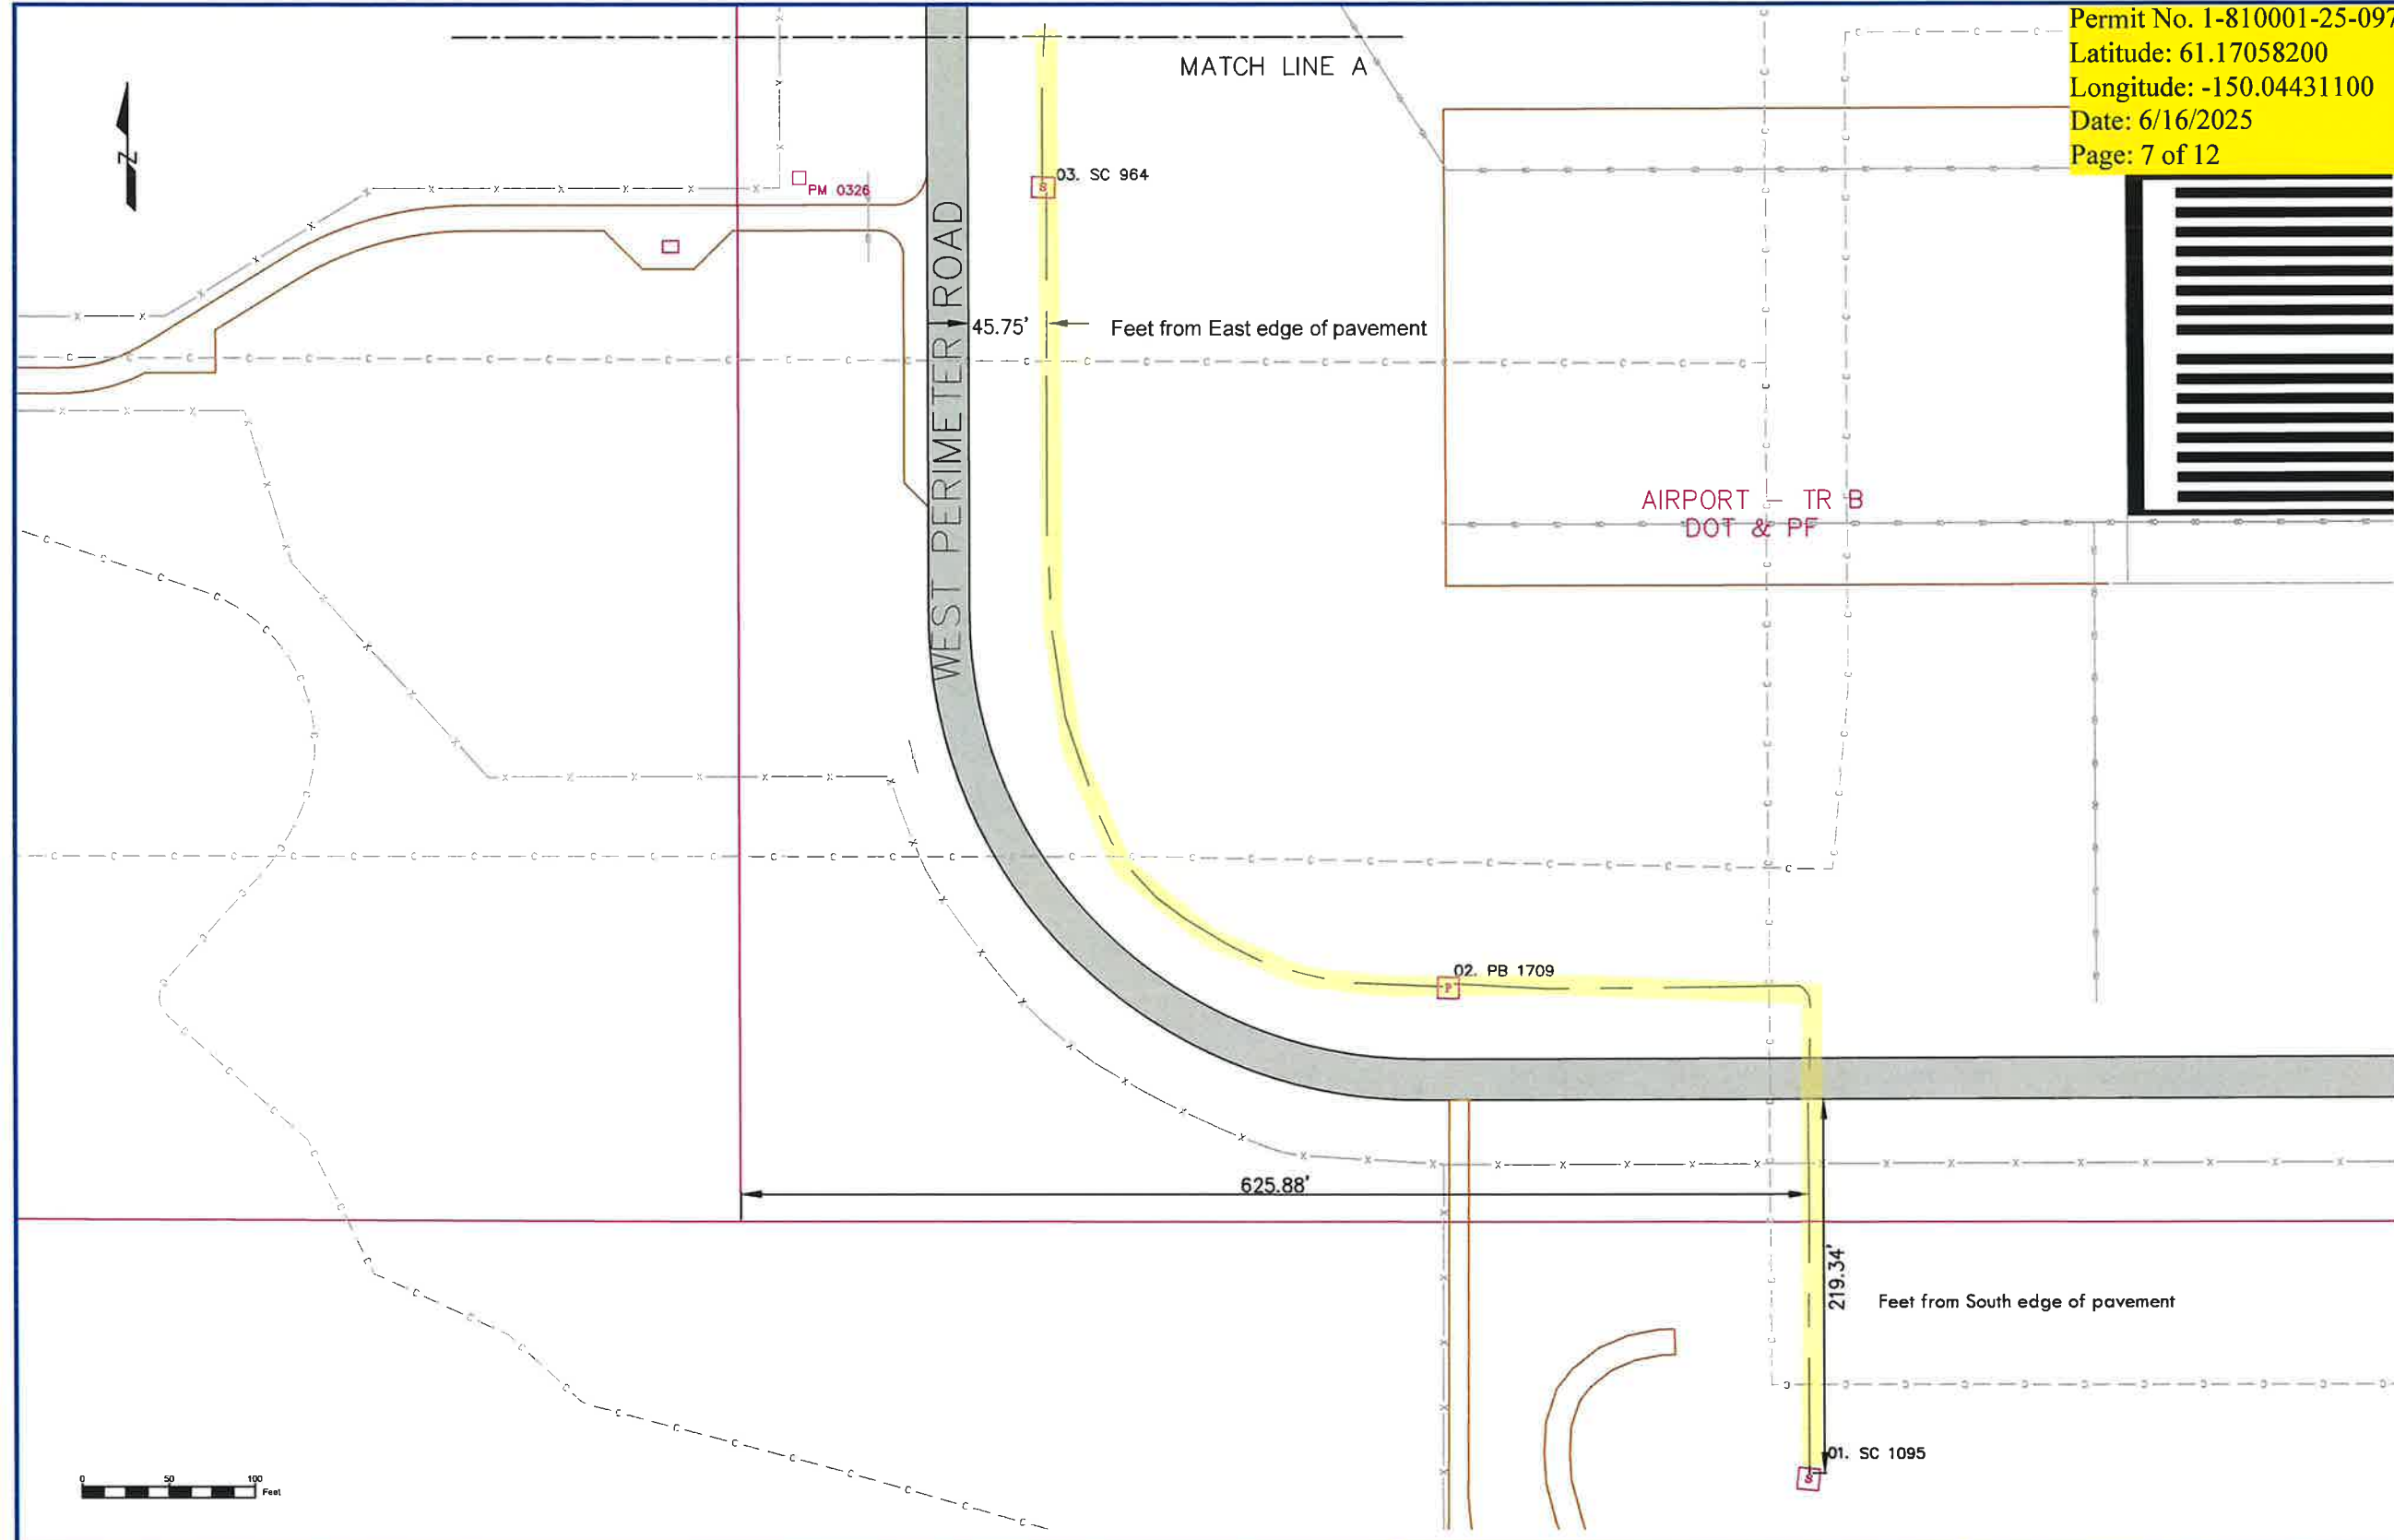 Permit No. 1-810001-25-097
Latitude: 61.17058200
Longitude: -150.04431100
Date: 6/16/2025
Page: 7 of 12
MATCH LINE A
N
03. SC 964
S
PM 0326
WEST PERIMETER ROAD
45.75'
Feet from East edge of pavement
AIRPORT - TR B
DOT & PF
02. PB 1709
P
625.88'
219.34'
Feet from South edge of pavement
01. SC 1095
S
0 50 100
Feet